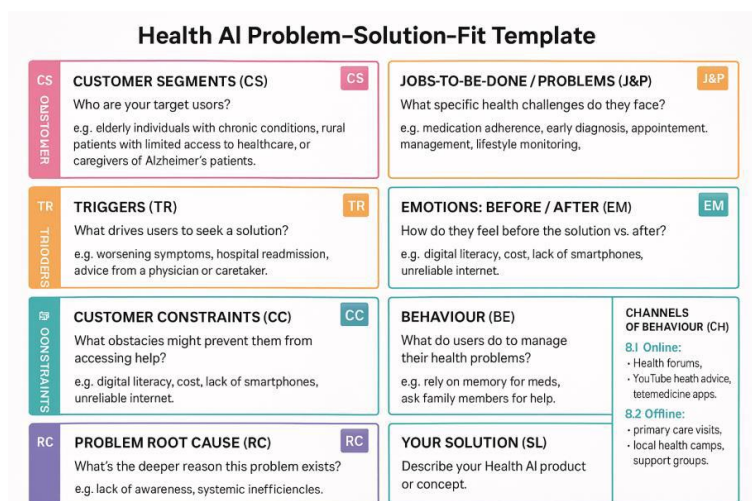 Health AI Problem–Solution–Fit Template
CS
ONSTOMER
CUSTOMER SEGMENTS (CS)
CS
Who are your target usors?
e.g. elderly individuals with chronic conditions, rural
patients with limited access to healthcare, or
caregivers of Alzheimer's patients.
JOBS-TO-BE-DONE / PROBLEMS (J&P)
J&P
What specific health challenges do they face?
e.g. medication adherence, early diagnosis, appointement.
management, lifestyle monitoring,
TR
TRIODERS
TRIGGERS (TR)
TR
What drives users to seek a solution?
e.g. worsening symptoms, hospital readmission,
advice from a physician or caretaker.
EMOTIONS: BEFORE / AFTER (EM)
EM
How do they feel before the solution vs. after?
e.g. digital literacy, cost, lack of smartphones,
unreliable internet.
OONSTRAINTS
CUSTOMER CONSTRAINTS (CC)
CC
What obstacies might prevent them from
accessing help?
e.g. digital literacy, cost, lack of smartphones,
unreliable internet.
BEHAVIOUR (BE)
What do users do to manage
their health problems?
e.g. rely on memory for meds,
ask family members for help.
CHANNELS
OF BEHAVIOUR (CH)
8.I Online:
• Health forums,
• YouTube heath advice,
tetemedicine apps.
8.2 Offline:
• primary care visits,
• local health camps,
support groups.
RC
PROBLEM ROOT CAUSE (RC)
RC
What's the deeper reason this problem exists?
e.g. lack of awareness, systemic inefficiencies.
YOUR SOLUTION (SL)
Describe your Health AI product
or concept.